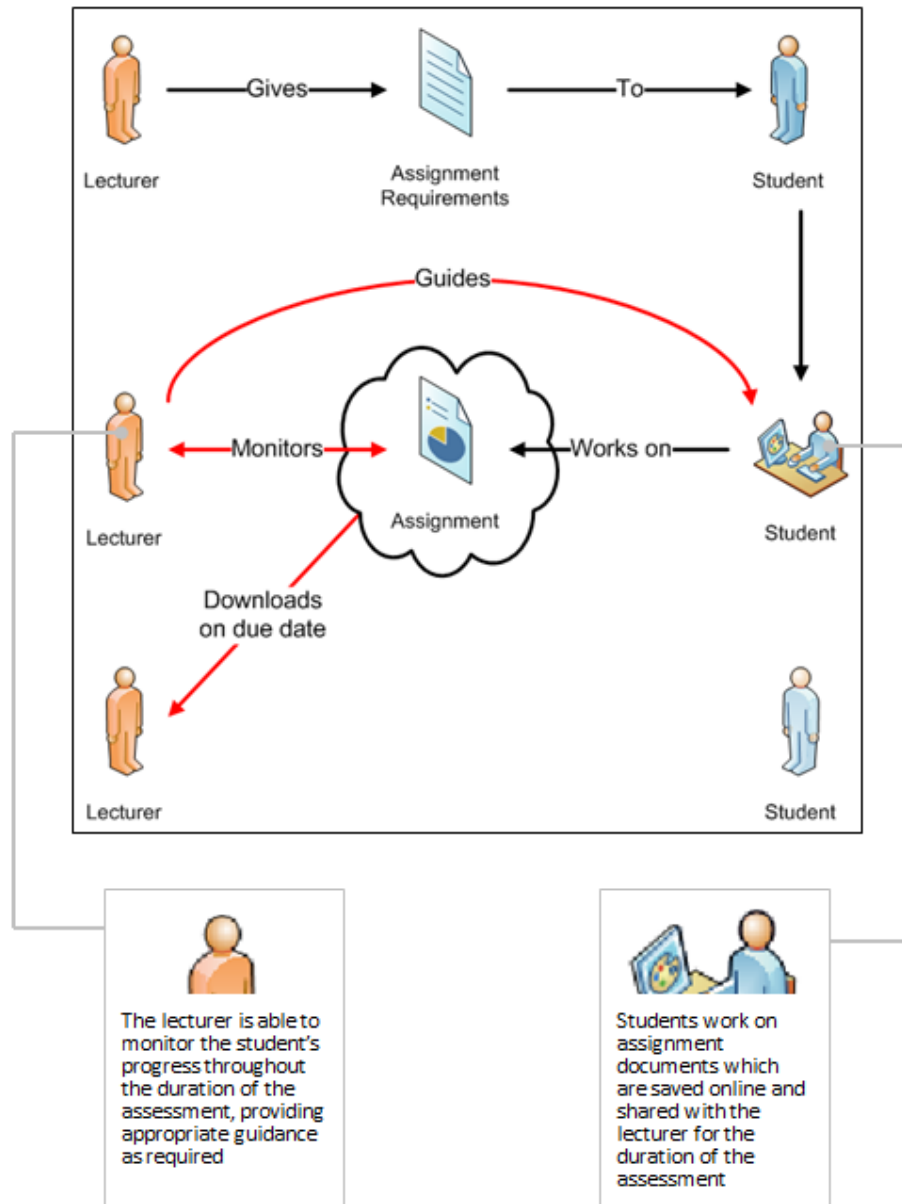 Gives
To
Lecturer
Assignment
Requirements
Student
Guides
Monitors
Works on
Assignment
Lecturer
Student
Downloads
on due date
Lecturer
Student
The lecturer is able to
monitor the student's
progress throughout
the duration of the
assessment, providing
appropriate guidance
as required
Students work on
assignment
documents which
are saved online and
shared with the
lecturer for the
duration of the
assessment